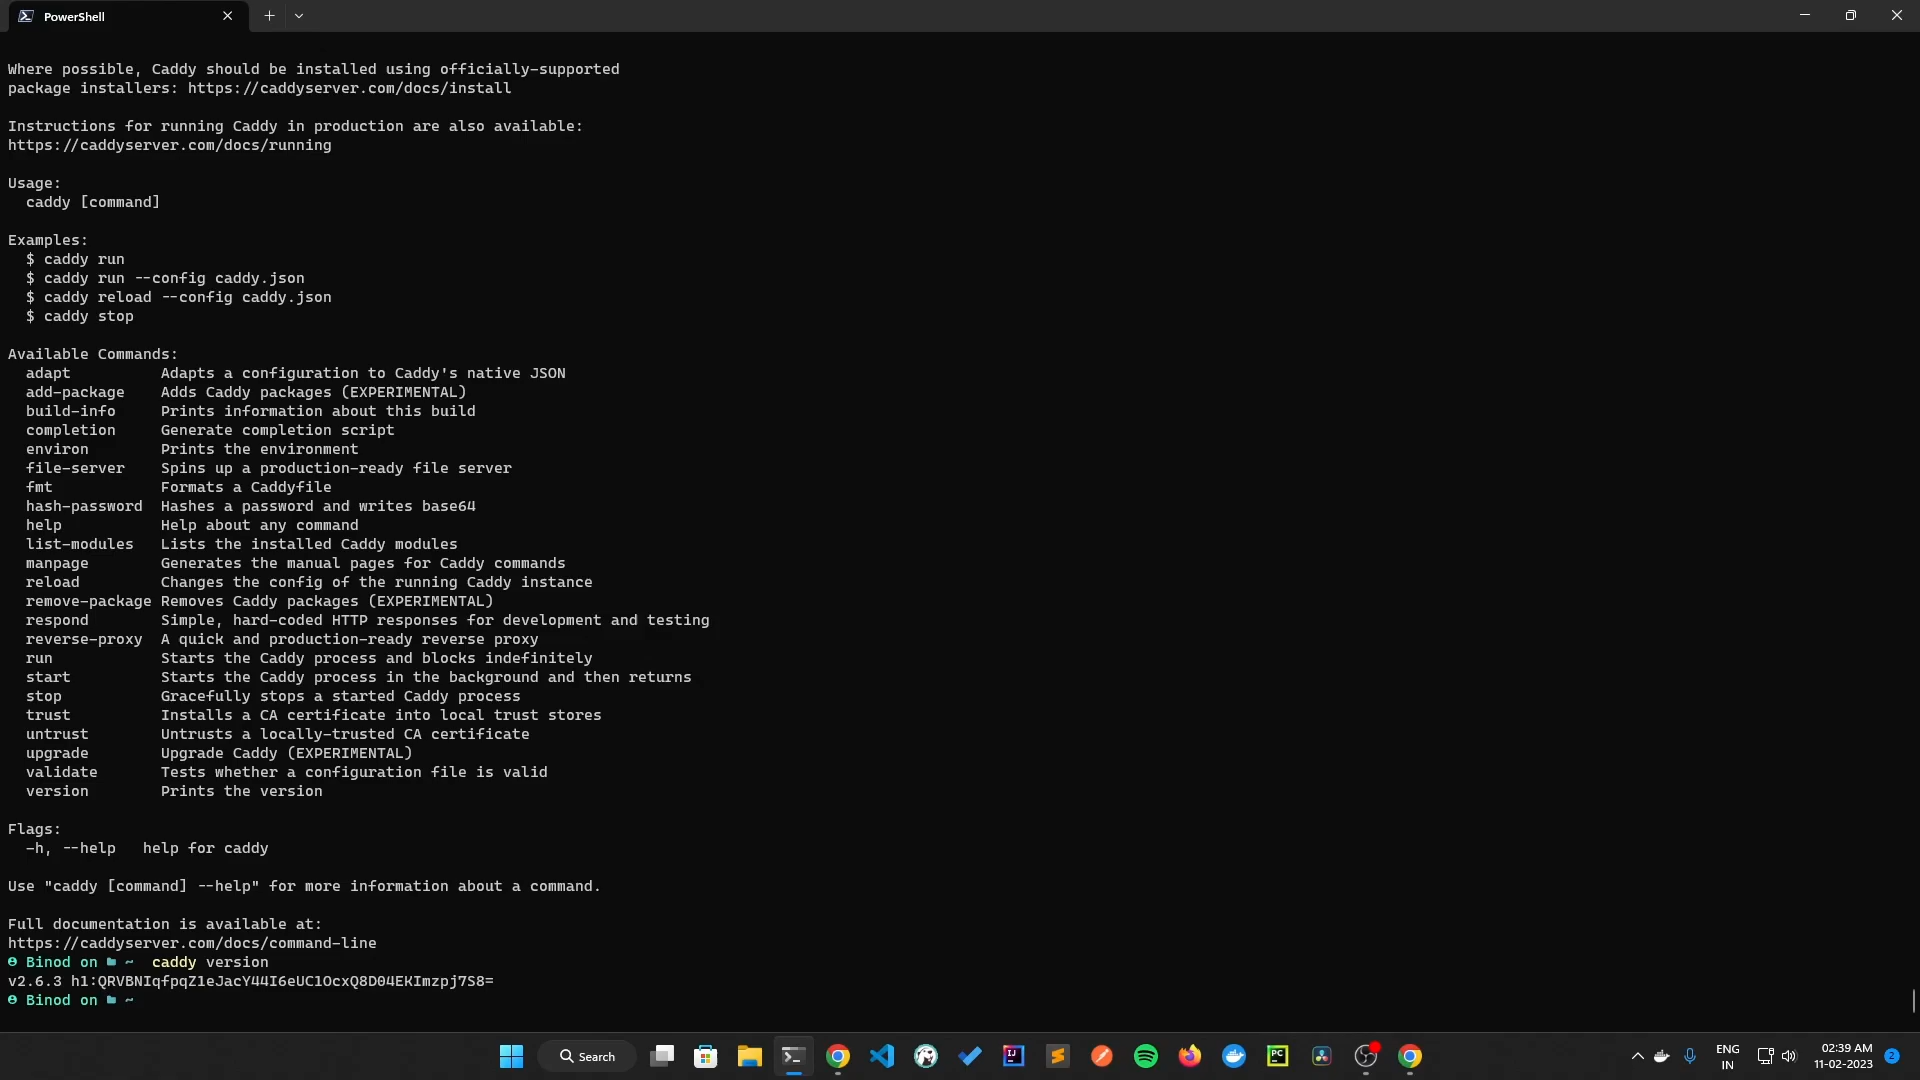 PowerShell
Where possible, Caddy should be installed using officially-supported
package installers: https://caddyserver.com/docs/install
Instructions for running Caddy in production are also available:
https://caddyserver.com/docs/running
Usage:
  caddy [command]
Examples:
  $ caddy run
  $ caddy run --config caddy.json
  $ caddy reload --config caddy.json
  $ caddy stop
Available Commands:
  adapt          Adapts a configuration to Caddy's native JSON
  add-package    Adds Caddy packages (EXPERIMENTAL)
  build-info     Prints information about this build
  completion     Generate completion script
  environ        Prints the environment
  file-server    Spins up a production-ready file server
  fmt            Formats a Caddyfile
  hash-password  Hashes a password and writes base64
  help           Help about any command
  list-modules   Lists the installed Caddy modules
  manpage        Generates the manual pages for Caddy commands
  reload         Changes the config of the running Caddy instance
  remove-package Removes Caddy packages (EXPERIMENTAL)
  respond        Simple, hard-coded HTTP responses for development and testing
  reverse-proxy  A quick and production-ready reverse proxy
  run            Starts the Caddy process and blocks indefinitely
  start          Starts the Caddy process in the background and then returns
  stop           Gracefully stops a started Caddy process
  trust          Installs a CA certificate into local trust stores
  untrust        Untrusts a locally-trusted CA certificate
  upgrade        Upgrade Caddy (EXPERIMENTAL)
  validate       Tests whether a configuration file is valid
  version        Prints the version
Flags:
  -h, --help   help for caddy
Use "caddy [command] --help" for more information about a command.
Full documentation is available at:
https://caddyserver.com/docs/command-line
Binod on ~ caddy version
v2.6.3 h1:QRVBNIqfpqZ1eJacY44I6eUC1OcxQ8D04EKImzpj7S8=
Binod on ~
Search
ENG
IN
02:39 AM
11-02-2023
2